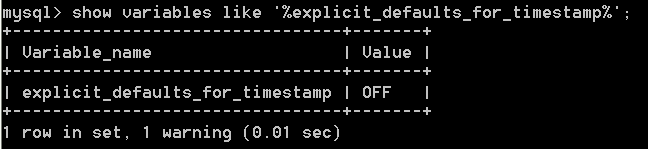 mysql> show variables like '%explicit_defaults_for_timestamp%';
+---------------------------------+-------+
| Variable_name                   | Value |
+---------------------------------+-------+
| explicit_defaults_for_timestamp | OFF   |
+---------------------------------+-------+
1 row in set, 1 warning (0.01 sec)